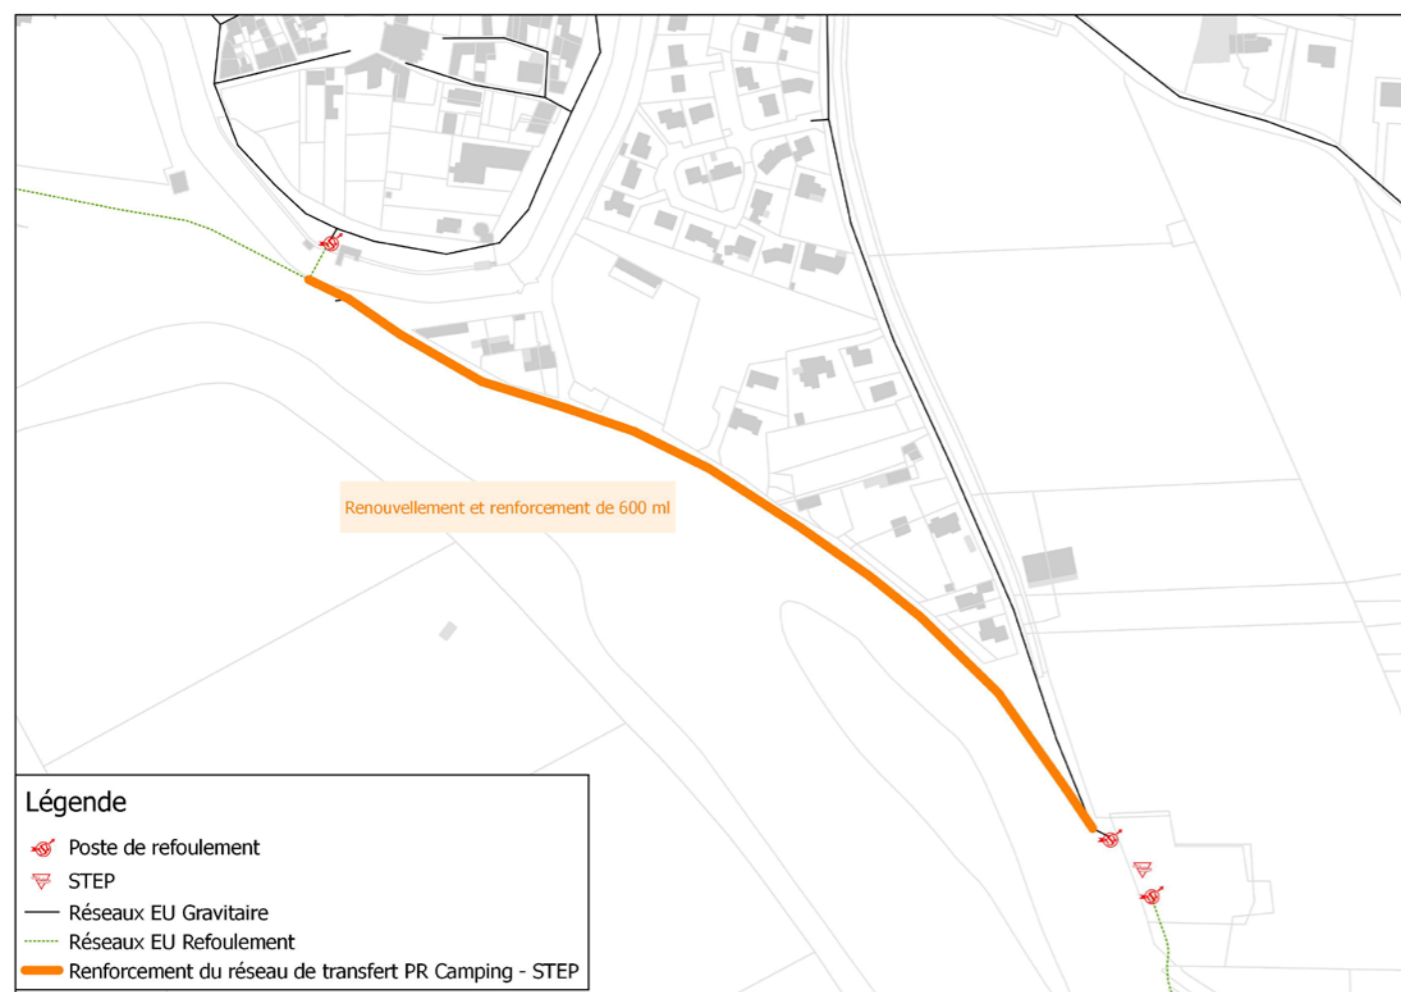 Renouvellement et renforcement de 600 ml
Légende
Poste de refoulement
STEP
Réseaux EU Gravitaire
Réseaux EU Refoulement
Renforcement du réseau de transfert PR Camping - STEP